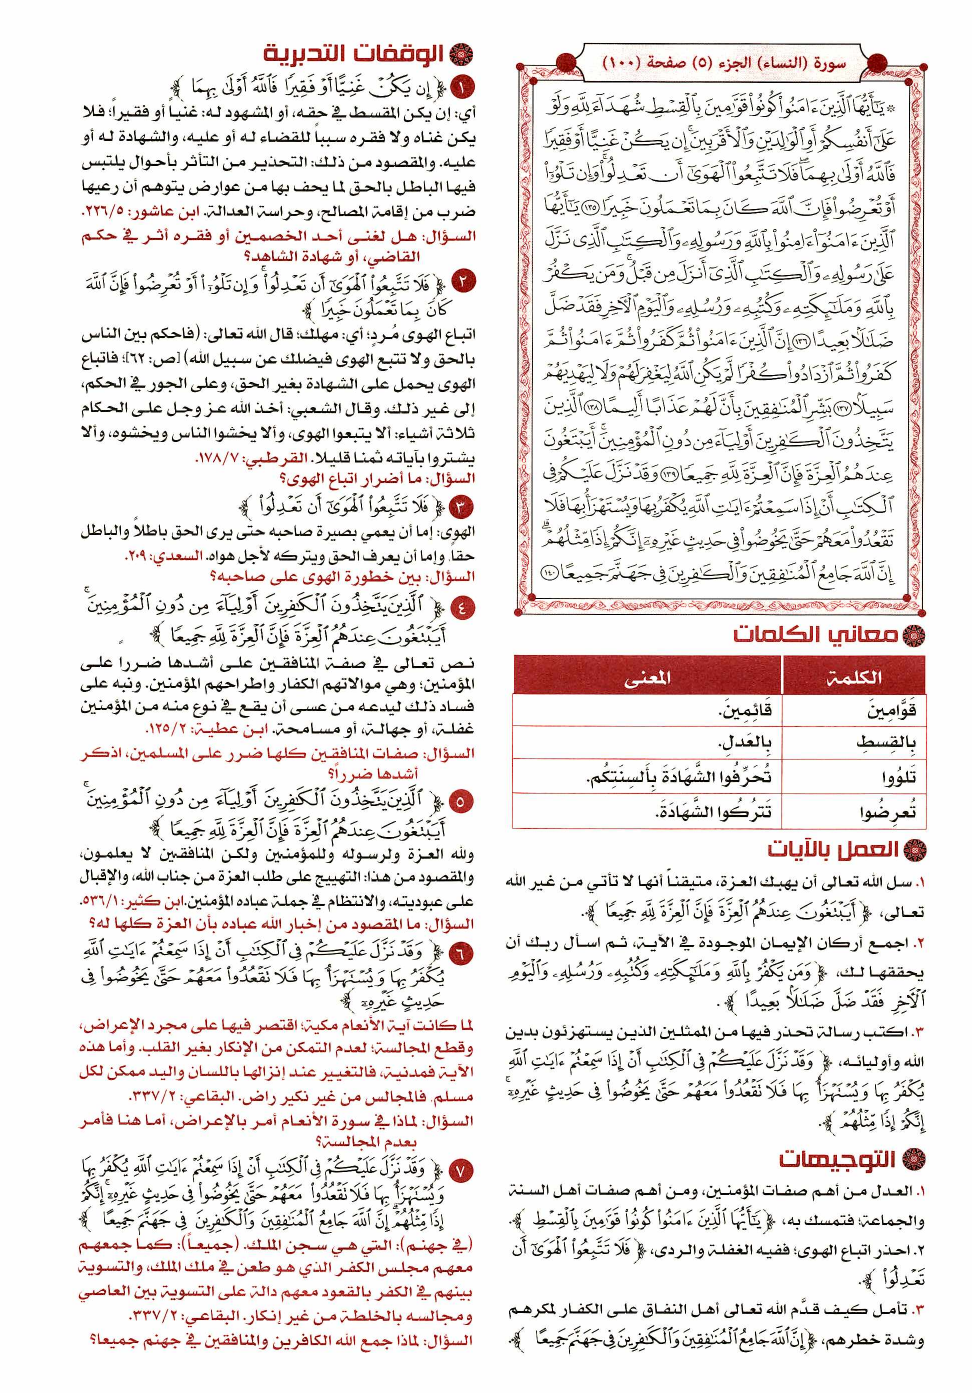 سورة (النساء) الجزء (٥) صفحة (١٠٠)
۞ يَٰٓأَيُّهَا ٱلَّذِينَ ءَامَنُوا۟ كُونُوا۟ قَوَّٰمِينَ بِٱلْقِسْطِ شُهَدَآءَ لِلَّهِ وَلَوْ
عَلَىٰٓ أَنفُسِكُمْ أَوِ ٱلْوَٰلِدَيْنِ وَٱلْأَقْرَبِينَ ۚ إِن يَكُنْ غَنِيًّا أَوْ فَقِيرًا
فَٱللَّهُ أَوْلَىٰ بِهِمَا ۖ فَلَا تَتَّبِعُوا۟ ٱلْهَوَىٰٓ أَن تَعْدِلُوا۟ ۚ وَإِن تَلْوُۥٓا۟
أَوْ تُعْرِضُوا۟ فَإِنَّ ٱللَّهَ كَانَ بِمَا تَعْمَلُونَ خَبِيرًا ١٣٥ يَٰٓأَيُّهَا
ٱلَّذِينَ ءَامَنُوٓا۟ ءَامِنُوا۟ بِٱللَّهِ وَرَسُولِهِۦ وَٱلْكِتَٰبِ ٱلَّذِى نَزَّلَ
عَلَىٰ رَسُولِهِۦ وَٱلْكِتَٰبِ ٱلَّذِىٓ أَنزَلَ مِن قَبْلُ ۚ وَمَن يَكْفُرْ
بِٱللَّهِ وَمَلَٰٓئِكَتِهِۦ وَكُتُبِهِۦ وَرُسُلِهِۦ وَٱلْيَوْمِ ٱلْءَاخِرِ فَقَدْ ضَلَّ
ضَلَٰلًۢا بَعِيدًا ١٣٦ إِنَّ ٱلَّذِينَ ءَامَنُوا۟ ثُمَّ كَفَرُوا۟ ثُمَّ ءَامَنُوا۟ ثُمَّ
كَفَرُوا۟ ثُمَّ ٱزْدَادُوا۟ كُفْرًا لَّمْ يَكُنِ ٱللَّهُ لِيَغْفِرَ لَهُمْ وَلَا لِيَهْدِيَهُمْ
سَبِيلًۢا ١٣٧ بَشِّرِ ٱلْمُنَٰفِقِينَ بِأَنَّ لَهُمْ عَذَابًا أَلِيمًا ١٣٨ ٱلَّذِينَ
يَتَّخِذُونَ ٱلْكَٰفِرِينَ أَوْلِيَآءَ مِن دُونِ ٱلْمُؤْمِنِينَ ۚ أَيَبْتَغُونَ
عِندَهُمُ ٱلْعِزَّةَ فَإِنَّ ٱلْعِزَّةَ لِلَّهِ جَمِيعًا ١٣٩ وَقَدْ نَزَّلَ عَلَيْكُمْ فِى
ٱلْكِتَٰبِ أَنْ إِذَا سَمِعْتُمْ ءَايَٰتِ ٱللَّهِ يُكْفَرُ بِهَا وَيُسْتَهْزَأُ بِهَا فَلَا
تَقْعُدُوا۟ مَعَهُمْ حَتَّىٰ يَخُوضُوا۟ فِى حَدِيثٍ غَيْرِهِۦٓ ۚ إِنَّكُمْ إِذًا مِّثْلُهُمْ ۗ
إِنَّ ٱللَّهَ جَامِعُ ٱلْمُنَٰفِقِينَ وَٱلْكَٰفِرِينَ فِى جَهَنَّمَ جَمِيعًا ١٤٠
معاني الكلمات
الكلمة المعنى
قَوَّامِينَ قَائِمِينَ.
بِالقِسطِ بِالعَدلِ.
تَلوُوا تُحَرِّفُوا الشَّهَادَةَ بِأَلسِنَتِكُم.
تُعرِضُوا تَترُكُوا الشَّهَادَةَ.
العمل بالآيات
١. سل الله تعالى أن يهبك العزة، متيقناً أنها لا تأتي من غير الله
تعالى، ﴿ أَيَبْتَغُونَ عِندَهُمُ ٱلْعِزَّةَ فَإِنَّ ٱلْعِزَّةَ لِلَّهِ جَمِيعًا ﴾.
٢. اجمع أركان الإيمان الموجودة في الآية، ثم اسأل ربك أن
يحققها لك، ﴿ وَمَن يَكْفُرْ بِٱللَّهِ وَمَلَٰٓئِكَتِهِۦ وَكُتُبِهِۦ وَرُسُلِهِۦ وَٱلْيَوْمِ
ٱلْءَاخِرِ فَقَدْ ضَلَّ ضَلَٰلًۢا بَعِيدًا ﴾.
٣. اكتب رسالة تحذر فيها من الممثلين الذين يستهزئون بدين
الله وأوليائه، ﴿ وَقَدْ نَزَّلَ عَلَيْكُمْ فِى ٱلْكِتَٰبِ أَنْ إِذَا سَمِعْتُمْ ءَايَٰتِ ٱللَّهِ
يُكْفَرُ بِهَا وَيُسْتَهْزَأُ بِهَا فَلَا تَقْعُدُوا۟ مَعَهُمْ حَتَّىٰ يَخُوضُوا۟ فِى حَدِيثٍ غَيْرِهِۦٓ ۚ
إِنَّكُمْ إِذًا مِّثْلُهُمْ ﴾.
التوجيهات
١. العدل من أهم صفات المؤمنين، ومن أهم صفات أهل السنة
والجماعة؛ فتمسك به، ﴿ يَٰٓأَيُّهَا ٱلَّذِينَ ءَامَنُوا۟ كُونُوا۟ قَوَّٰمِينَ بِٱلْقِسْطِ ﴾.
٢. احذر اتباع الهوى؛ ففيه الغفلة والردى، ﴿ فَلَا تَتَّبِعُوا۟ ٱلْهَوَىٰٓ أَن
تَعْدِلُوا۟ ﴾.
٣. تأمل كيف قدَّم الله تعالى أهل النفاق على الكفار لمكرهم
وشدة خطرهم، ﴿ إِنَّ ٱللَّهَ جَامِعُ ٱلْمُنَٰفِقِينَ وَٱلْكَٰفِرِينَ فِى جَهَنَّمَ جَمِيعًا ﴾
الوقفات التدبرية
١ ﴿ إِن يَكُنْ غَنِيًّا أَوْ فَقِيرًا فَٱللَّهُ أَوْلَىٰ بِهِمَا ﴾
أي: إن يكن المقسط في حقه، أو المشهود له: غنياً أو فقيراً؛ فلا
يكن غناه ولا فقره سبباً للقضاء له أو عليه، والشهادة له أو
عليه. والمقصود من ذلك: التحذير من التأثر بأحوال يلتبس
فيها الباطل بالحق لما يحف بها من عوارض يتوهم أن رعيها
ضرب من إقامة المصالح، وحراسة العدالة. ابن عاشور: ٢٢٦/٥.
السؤال: هل لغنى أحد الخصمين أو فقره أثر في حكم
القاضي، أو شهادة الشاهد؟
٢ ﴿ فَلَا تَتَّبِعُوا۟ ٱلْهَوَىٰٓ أَن تَعْدِلُوا۟ ۚ وَإِن تَلْوُۥٓا۟ أَوْ تُعْرِضُوا۟ فَإِنَّ ٱللَّهَ
كَانَ بِمَا تَعْمَلُونَ خَبِيرًا ﴾
اتباع الهوى مُردٍ؛ أي: مهلك؛ قال الله تعالى: (فاحكم بين الناس
بالحق ولا تتبع الهوى فيضلك عن سبيل الله) [ص: ٦٢]؛ فاتباع
الهوى يحمل على الشهادة بغير الحق، وعلى الجور في الحكم،
إلى غير ذلك. وقال الشعبي: أخذ الله عز وجل على الحكام
ثلاثة أشياء: ألا يتبعوا الهوى، وألا يخشوا الناس ويخشوه، وألا
يشتروا بآياته ثمنا قليلا. القرطبي: ١٧٨/٧.
السؤال: ما أضرار اتباع الهوى؟
٣ ﴿ فَلَا تَتَّبِعُوا۟ ٱلْهَوَىٰٓ أَن تَعْدِلُوا۟ ﴾
الهوى: إما أن يعمي بصيرة صاحبه حتى يرى الحق باطلاً والباطل
حقاً، وإما أن يعرف الحق ويتركه لأجل هواه. السعدي: ٢٠٩.
السؤال: بين خطورة الهوى على صاحبه؟
٤ ﴿ ٱلَّذِينَ يَتَّخِذُونَ ٱلْكَٰفِرِينَ أَوْلِيَآءَ مِن دُونِ ٱلْمُؤْمِنِينَ ۚ
أَيَبْتَغُونَ عِندَهُمُ ٱلْعِزَّةَ فَإِنَّ ٱلْعِزَّةَ لِلَّهِ جَمِيعًا ﴾
نص تعالى في صفة المنافقين على أشدها ضررا على
المؤمنين؛ وهي موالاتهم الكفار واطراحهم المؤمنين. ونبه على
فساد ذلك ليدعه من عسى أن يقع في نوع منه من المؤمنين
غفلة، أو جهالة، أو مسامحة. ابن عطية: ١٢٥/٢.
السؤال: صفات المنافقين كلها ضرر على المسلمين، اذكر
أشدها ضرراً؟
٥ ﴿ ٱلَّذِينَ يَتَّخِذُونَ ٱلْكَٰفِرِينَ أَوْلِيَآءَ مِن دُونِ ٱلْمُؤْمِنِينَ ۚ
أَيَبْتَغُونَ عِندَهُمُ ٱلْعِزَّةَ فَإِنَّ ٱلْعِزَّةَ لِلَّهِ جَمِيعًا ﴾
ولله العزة ولرسوله وللمؤمنين ولكن المنافقين لا يعلمون،
والمقصود من هذا: التهييج على طلب العزة من جناب الله، والإقبال
على عبوديته، والانتظام في جملة عباده المؤمنين. ابن كثير: ٥٣٦/١.
السؤال: ما المقصود من إخبار الله عباده بأن العزة كلها له؟
٦ ﴿ وَقَدْ نَزَّلَ عَلَيْكُمْ فِى ٱلْكِتَٰبِ أَنْ إِذَا سَمِعْتُمْ ءَايَٰتِ ٱللَّهِ
يُكْفَرُ بِهَا وَيُسْتَهْزَأُ بِهَا فَلَا تَقْعُدُوا۟ مَعَهُمْ حَتَّىٰ يَخُوضُوا۟ فِى
حَدِيثٍ غَيْرِهِۦٓ ﴾
لما كانت آية الأنعام مكية؛ اقتصر فيها على مجرد الإعراض،
وقطع المجالسة؛ لعدم التمكن من الإنكار بغير القلب. وأما هذه
الآية فمدنية، فالتغيير عند إنزالها باللسان واليد ممكن لكل
مسلم، فالمجالس من غير نكير راض. البقاعي: ٣٣٧/٢.
السؤال: لماذا في سورة الأنعام أمر بالإعراض، أما هنا فأمر
بعدم المجالسة؟
٧ ﴿ وَقَدْ نَزَّلَ عَلَيْكُمْ فِى ٱلْكِتَٰبِ أَنْ إِذَا سَمِعْتُمْ ءَايَٰتِ ٱللَّهِ يُكْفَرُ بِهَا
وَيُسْتَهْزَأُ بِهَا فَلَا تَقْعُدُوا۟ مَعَهُمْ حَتَّىٰ يَخُوضُوا۟ فِى حَدِيثٍ غَيْرِهِۦٓ ۚ إِنَّكُمْ
إِذًا مِّثْلُهُمْ ۗ إِنَّ ٱللَّهَ جَامِعُ ٱلْمُنَٰفِقِينَ وَٱلْكَٰفِرِينَ فِى جَهَنَّمَ جَمِيعًا ﴾
(في جهنم): التي هي سجن الملك. (جميعاً): كما جمعهم
معهم مجلس الكفر الذي هو طعن في ملك الملك، والتسوية
بينهم في الكفر بالقعود معهم دالة على التسوية بين العاصي
ومجالسه بالخلطة من غير إنكار. البقاعي: ٣٣٧/٢.
السؤال: لماذا جمع الله الكافرين والمنافقين في جهنم جميعا؟